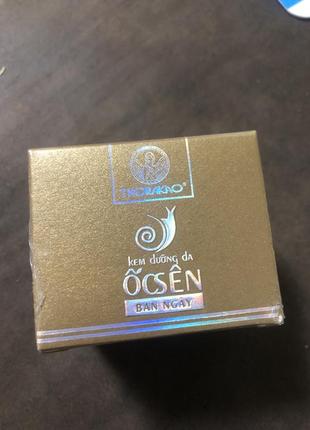 THORAKAO®
kem dưỡng da
ỐC SÊN
BAN NGÀY